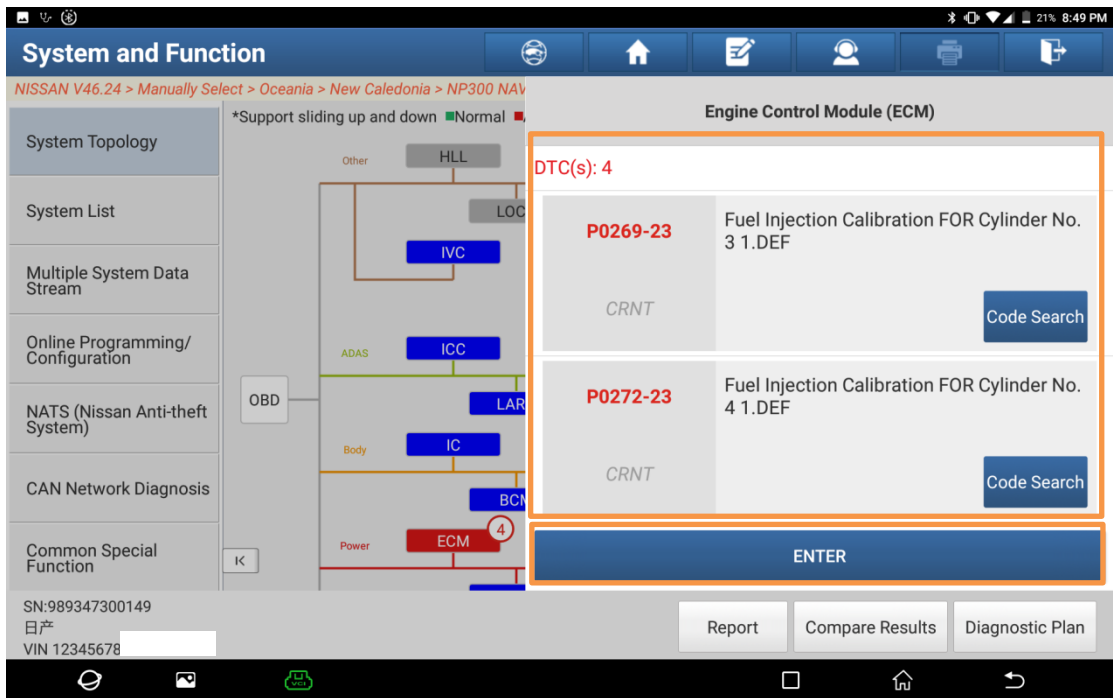 21% 8:49 PM
System and Function
NISSAN V46.24 > Manually Select > Oceania > New Caledonia > NP300 NAV
System Topology
System List
Multiple System Data
Stream
Online Programming/
Configuration
NATS (Nissan Anti-theft
System)
CAN Network Diagnosis
Common Special
Function
*Support sliding up and down ■Normal ■
Other
HLL
LOC
IVC
ADAS
ICC
OBD
LAR
Body
IC
BCM
Power
ECM
4
K
Engine Control Module (ECM)
DTC(s): 4
P0269-23
CRNT
Fuel Injection Calibration FOR Cylinder No.
3 1.DEF
Code Search
P0272-23
CRNT
Fuel Injection Calibration FOR Cylinder No.
4 1.DEF
Code Search
ENTER
SN:989347300149
日产
VIN 12345678
Report
Compare Results
Diagnostic Plan
VCI